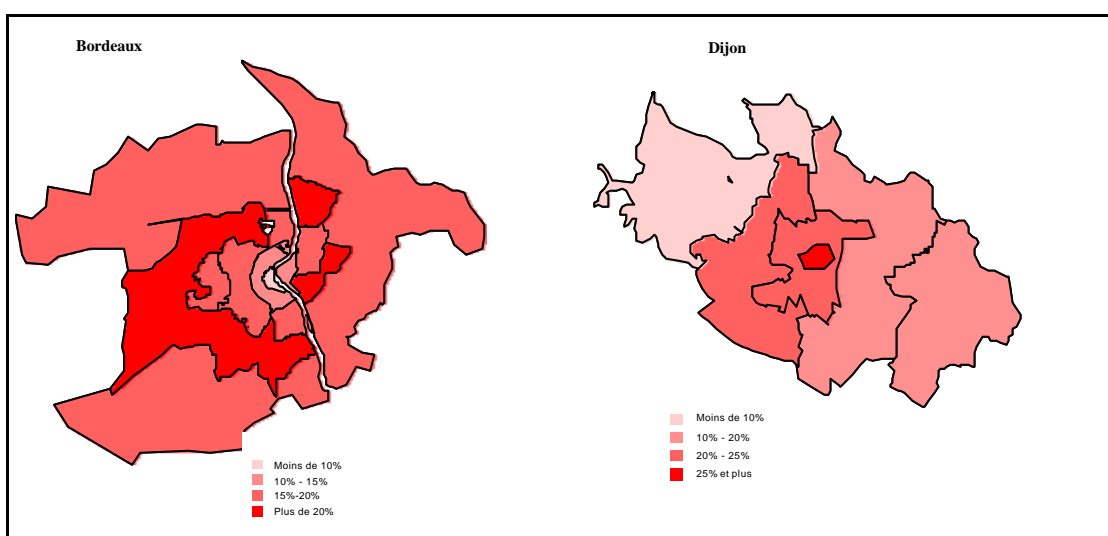 Bordeaux
Dijon
Moins de 10%
10% - 15%
15%-20%
Plus de 20%
Moins de 10%
10% - 20%
20% - 25%
25% et plus